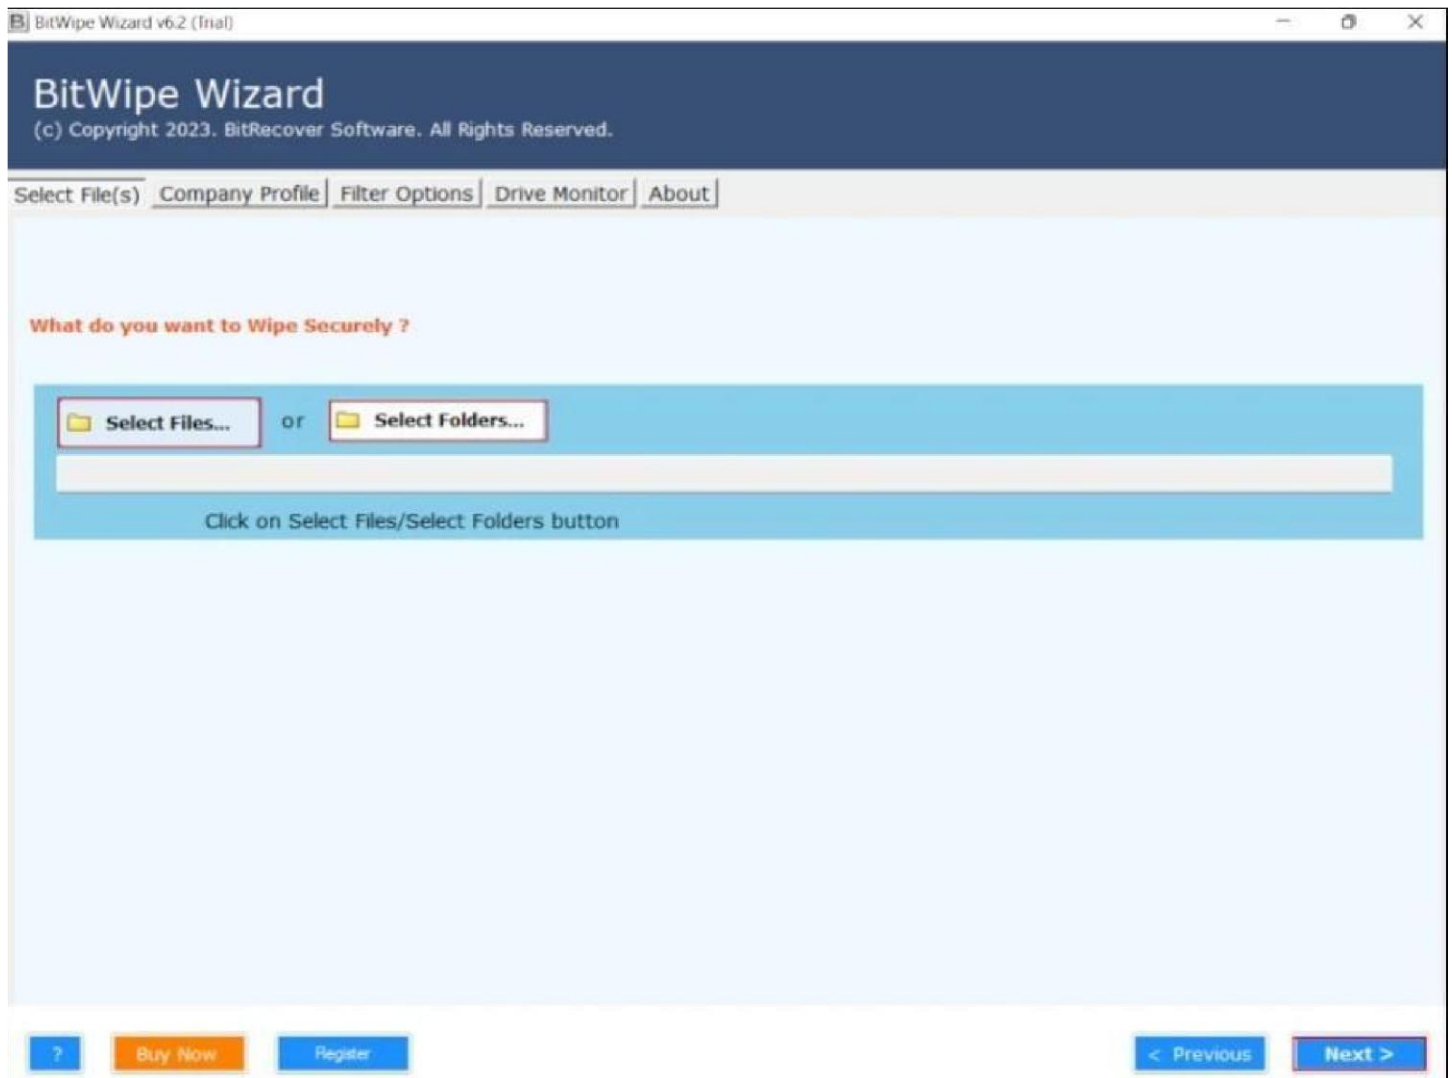 BitWipe Wizard v6.2 (Trial)
BitWipe Wizard
(c) Copyright 2023. BitRecover Software. All Rights Reserved.
Select File(s) Company Profile Filter Options Drive Monitor About
What do you want to Wipe Securely ?
Select Files... or Select Folders...
Click on Select Files/Select Folders button
? Buy Now Register < Previous Next >